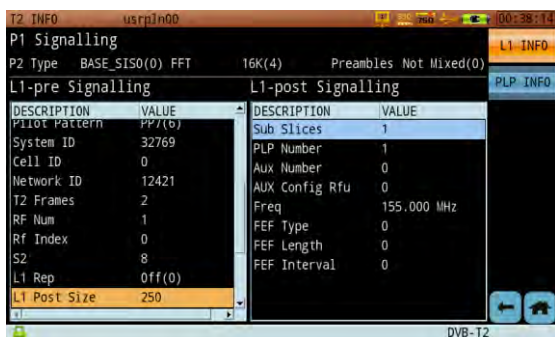 T2 INFO usrpln00 750 00:38:14
P1 Signalling
P2 Type BASE_SISO(0) FFT 16K(4) Preambles Not Mixed(0)
L1-pre Signalling
DESCRIPTION VALUE
Pilot Pattern PP7(6)
System ID 32769
Cell ID 0
Network ID 12421
T2 Frames 2
RF Num 1
Rf Index 0
S2 8
L1 Rep Off(0)
L1 Post Size 250
L1-post Signalling
DESCRIPTION VALUE
Sub Slices 1
PLP Number 1
Aux Number 0
AUX Config Rfu 0
Freq 155.000 MHz
FEF Type 0
FEF Length 0
FEF Interval 0
L1 INFO
PLP INFO
DVB-T2